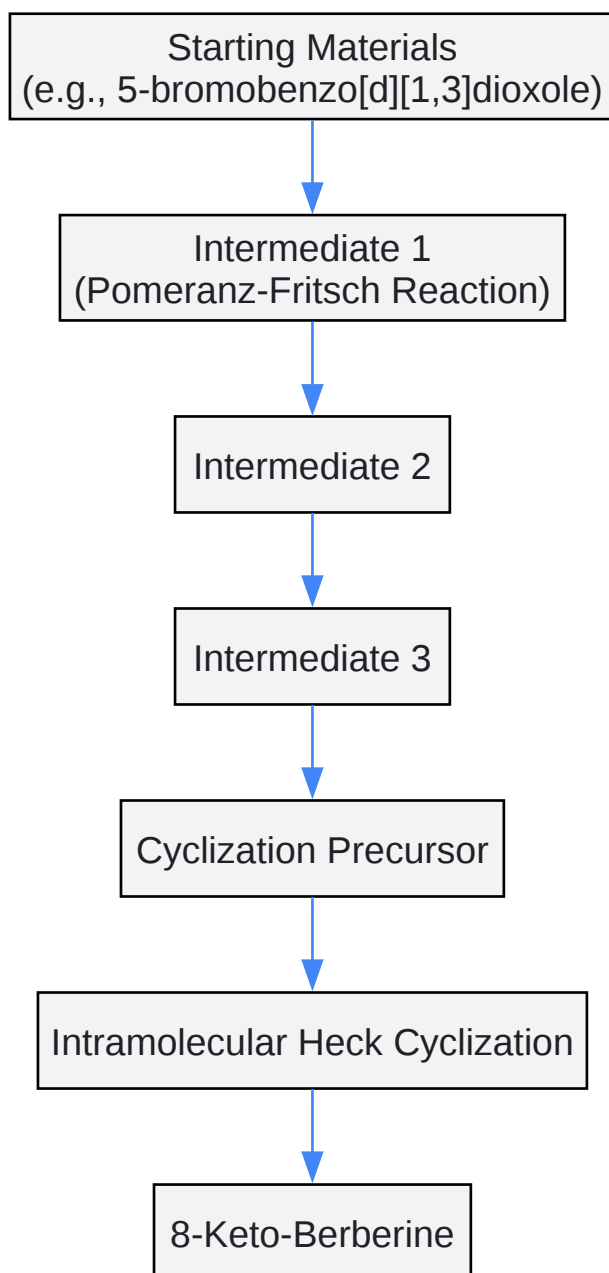 Starting Materials
(e.g., 5-bromobenzo[d][1,3]dioxole)
Intermediate 1
(Pomeranz-Fritsch Reaction)
Intermediate 2
Intermediate 3
Cyclization Precursor
Intramolecular Heck Cyclization
8-Keto-Berberine